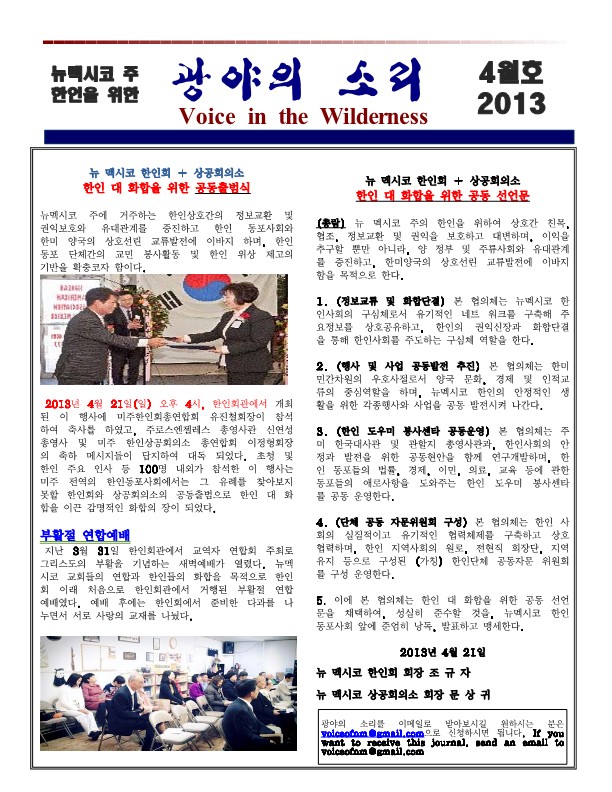 뉴멕시코 주
한인을 위한
광야의 소리
Voice in the Wilderness
4월호
2013
뉴 멕시코 한인회 + 상공회의소
한인 대 화합을 위한 공동출범식
뉴멕시코 주에 거주하는 한인상호간의 정보교환 및
권익보호와 유대관계를 증진하고 한인 동포사회와
한미 양국의 상호선린 교류발전에 이바지 하며, 한인
동포 단체간의 교민 봉사활동 및 한인 위상 제고의
기반을 확충코자 함이다.
2013년 4월 21일(일) 오후 4시, 한인회관에서 개최
된 이 행사에 미주한인회총연합회 유진철회장이 참석
하여 축사를 하였고, 주로스엔젤레스 총영사관 신연성
총영사 및 미주 한인상공회의소 총연합회 이정형회장
의 축하 메시지들이 답지하여 대독 되었다. 초청 및
한인 주요 인사 등 100명 내외가 참석한 이 행사는
미주 전역의 한인동포사회에서는 그 유례를 찾아보지
못할 한인회와 상공회의소의 공동출범으로 한인 대 화
합을 이끈 감명적인 화합의 장이 되었다.
부활절 연합예배
지난 3월 31일 한인회관에서 교역자 연합회 주최로
그리스도의 부활을 기념하는 새벽예배가 열렸다. 뉴멕
시코 교회들의 연합과 한인들의 화합을 목적으로 한인
회 이래 처음으로 한인회관에서 거행된 부활절 연합
예배였다. 예배 후에는 한인회에서 준비한 다과를 나
누면서 서로 사랑의 교재를 나눴다.
뉴 멕시코 한인회 + 상공회의소
한인 대 화합을 위한 공동 선언문
(총람) 뉴 멕시코 주의 한인을 위하여 상호간 친목,
협조, 정보교환 및 권익을 보호하고 대변하며, 이익을
추구할 뿐만 아니라, 양 정부 및 주류사회와 유대관계
를 증진하고, 한미양국의 상호선린 교류발전에 이바지
함을 목적으로 한다.
1. (정보교류 및 화합단결) 본 협의체는 뉴멕시코 한
인사회의 구심체로서 유기적인 네트 워크를 구축해 주
요정보를 상호공유하고, 한인의 권익신장과 화합단결
을 통해 한인사회를 주도하는 구심체 역할을 한다.
2. (행사 및 사업 공동발전 추진) 본 협의체는 한미
민간차원의 우호사절로서 양국 문화, 경제 및 인적교
류의 중심역할을 하며, 뉴멕시코 한인의 안정적인 생
활을 위한 각종행사와 사업을 공동 발전시켜 나간다.
3. (한인 도우미 봉사센타 공동운영) 본 협의체는 주
미 한국대사관 및 관할지 총영사관과, 한인사회의 안
정과 발전을 위한 공동현안을 함께 연구개발하며, 한
인 동포들의 법률, 경제, 이민, 의료, 교육 등에 관한
동포들의 애로사항을 도와주는 한인 도우미 봉사센타
를 공동 운영한다.
4. (단체 공동 자문위원회 구성) 본 협의체는 한인 사
회의 실질적이고 유기적인 협력체제를 구축하고 상호
협력하며, 한인 지역사회의 원로, 전현직 회장단, 지역
유지 등으로 구성된 (가칭) 한인단체 공동자문 위원회
를 구성 운영한다.
5. 이에 본 협의체는 한인 대 화합을 위한 공동 선언
문을 채택하여, 성실히 준수할 것을, 뉴멕시코 한인
동포사회 앞에 준엄히 낭독, 발표하고 맹세한다.
2013년 4월 21일
뉴 멕시코 한인회 회장 조 규 자
뉴 멕시코 상공회의소 회장 문 상 귀
광야의 소리를 이메일로 받아보시길 원하시는 분은
voiceofnm@gmail.com으로 신청하시면 됩니다. If you
want to receive this journal, send an email to
voiceofnm@gmail.com